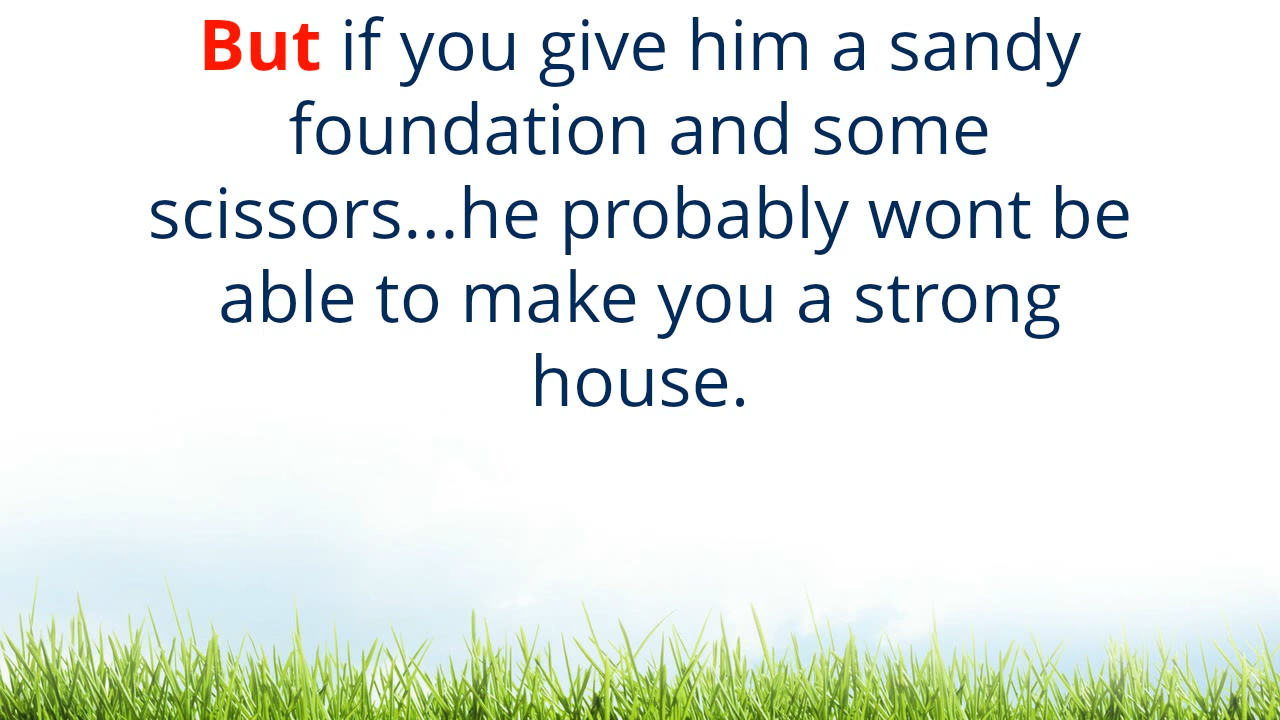 But if you give him a sandy
foundation and some
scissors...he probably wont be
able to make you a strong
house.